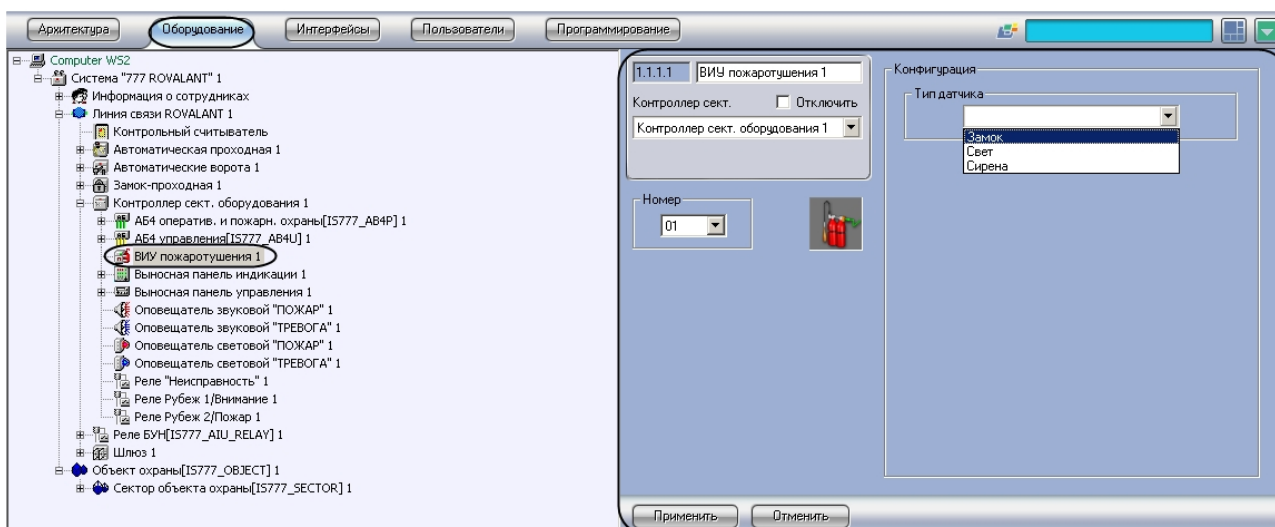 Архитектура Оборудование Интерфейсы Пользователи Программирование
Computer WS2
Система "777 ROVALANT" 1
Информация о сотрудниках
Линия связи ROVALANT 1
Контрольный считыватель
Автоматическая проходная 1
Автоматические ворота 1
Замок-проходная 1
Контроллер сект. оборудования 1
АБ4 оператив. и пожарн. охраны[IS777_AB4P] 1
АБ4 управления[IS777_AB4U] 1
ВИУ пожаротушения 1
Выносная панель индикации 1
Выносная панель управления 1
Оповещатель звуковой "ПОЖАР" 1
Оповещатель звуковой "ТРЕВОГА" 1
Оповещатель световой "ПОЖАР" 1
Оповещатель световой "ТРЕВОГА" 1
Реле "Неисправность" 1
Реле Рубеж 1/Внимание 1
Реле Рубеж 2/Пожар 1
Реле БУН[IS777_AIU_RELAY] 1
Шлюз 1
Объект охраны[IS777_OBJECT] 1
Сектор объекта охраны[IS777_SECTOR] 1
1.1.1.1 ВИУ пожаротушения 1
Контроллер сект. Отключить
Контроллер сект. оборудования 1
Номер
01
Конфигурация
Тип датчика
Замок
Свет
Сирена
Применить Отменить